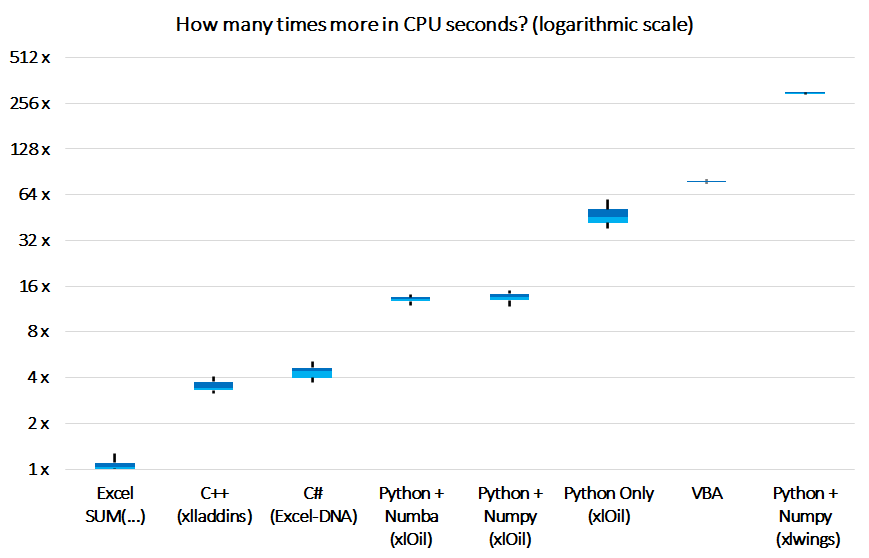 How many times more in CPU seconds? (logarithmic scale)
512 x
256 x
128 x
64 x
32 x
16 x
8 x
4 x
2 x
1 x
Excel
SUM(...)
C++
(xlladdins)
C#
(Excel-DNA)
Python +
Numba
(xlOil)
Python +
Numpy
(xlOil)
Python Only
(xlOil)
VBA
Python +
Numpy
(xlwings)